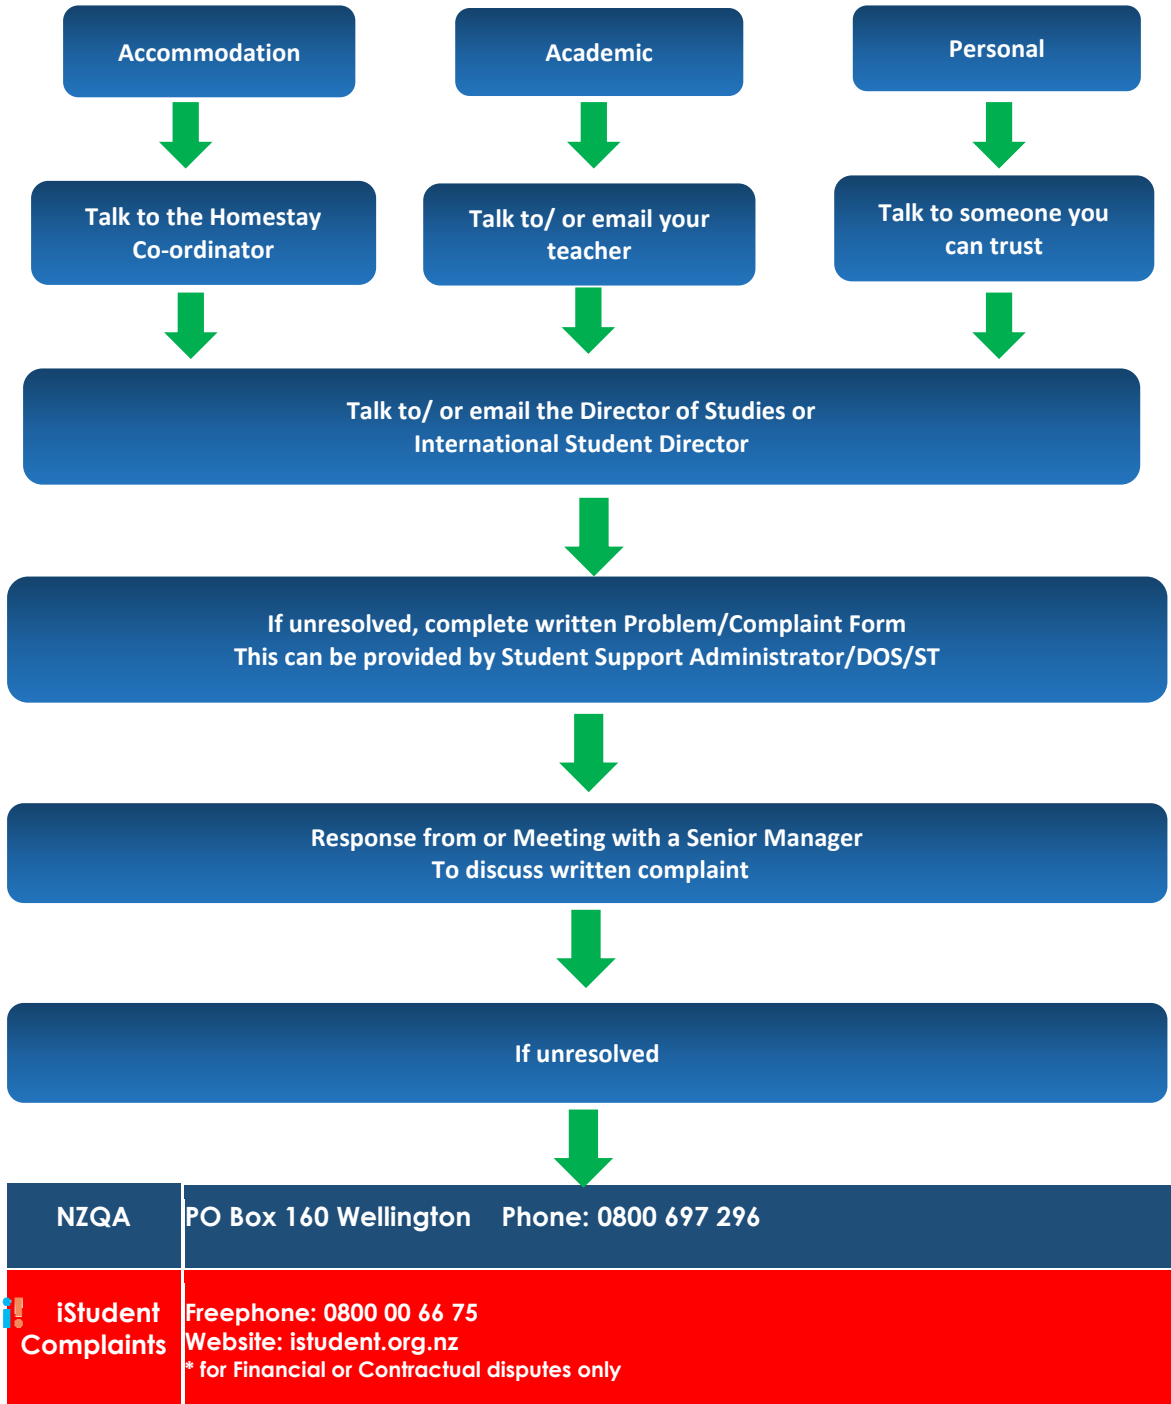 Accommodation
Academic
Personal
Talk to the Homestay
Co-ordinator
Talk to/ or email your
teacher
Talk to someone you
can trust
Talk to/ or email the Director of Studies or
International Student Director
If unresolved, complete written Problem/Complaint Form
This can be provided by Student Support Administrator/DOS/ST
Response from or Meeting with a Senior Manager
To discuss written complaint
If unresolved
NZQA
PO Box 160 Wellington Phone: 0800 697 296
i! iStudent
Complaints
Freephone: 0800 00 66 75
Website: istudent.org.nz
* for Financial or Contractual disputes only